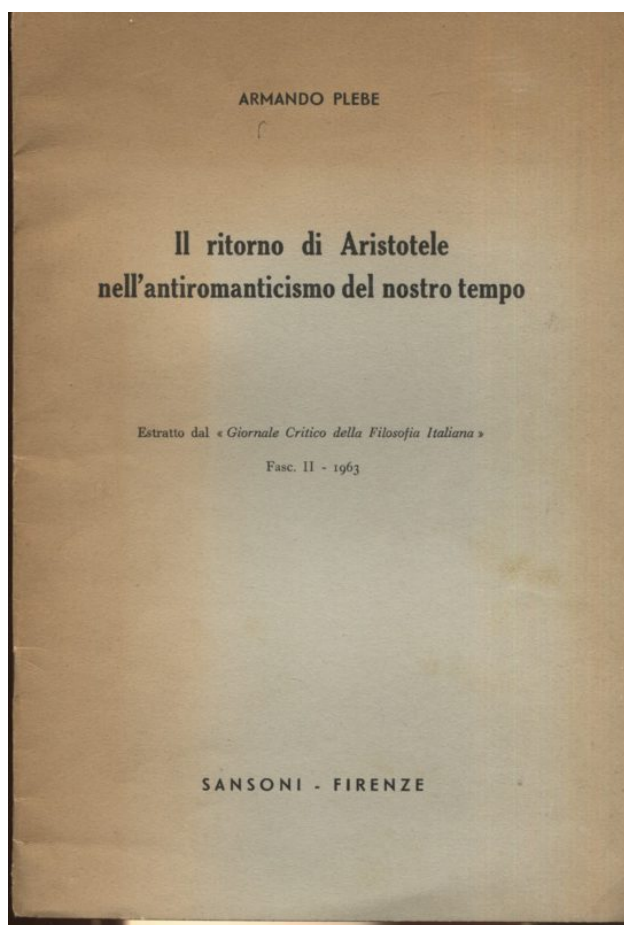 ARMANDO PLEBE
Il ritorno di Aristotele
nell'antiromanticismo del nostro tempo
Estratto dal « Giornale Critico della Filosofia Italiana »
Fasc. II - 1963
SANSONI - FIRENZE